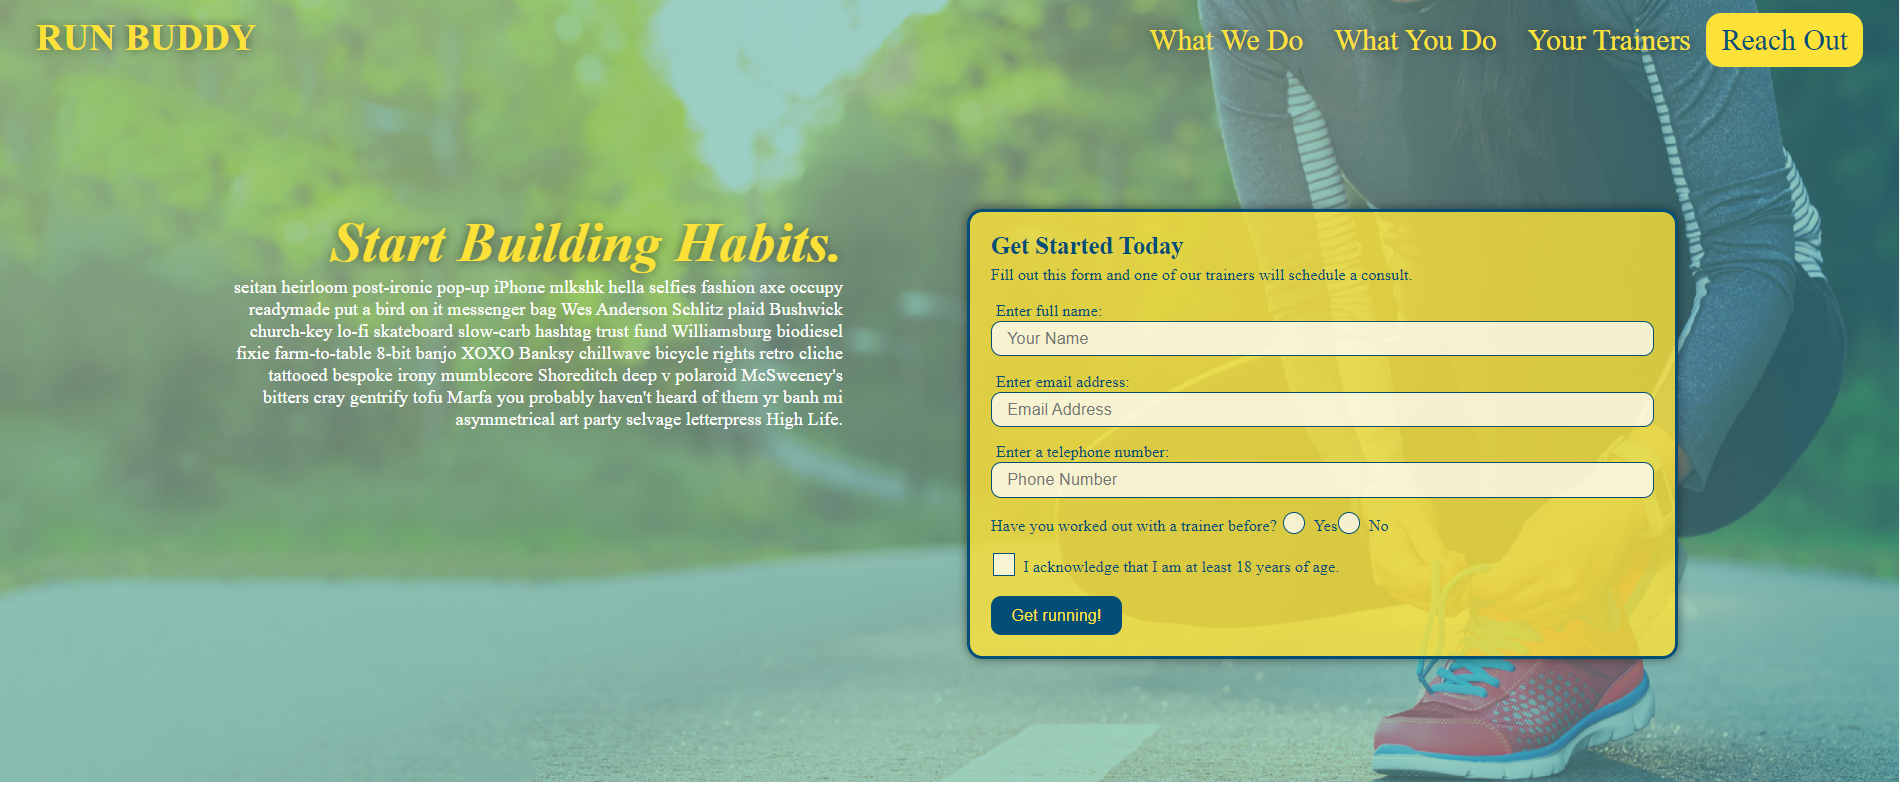 RUN BUDDY
What We Do What You Do Your Trainers Reach Out
Start Building Habits.
seitan heirloom post-ironic pop-up iPhone mlkshk hella selfies fashion axe occupy
readymade put a bird on it messenger bag Wes Anderson Schlitz plaid Bushwick
church-key lo-fi skateboard slow-carb hashtag trust fund Williamsburg biodiesel
fixie farm-to-table 8-bit banjo XOXO Banksy chillwave bicycle rights retro cliche
tattooed bespoke irony mumblecore Shoreditch deep v polaroid McSweeney's
bitters cray gentrify tofu Marfa you probably haven't heard of them yr banh mi
asymmetrical art party selvage letterpress High Life.
Get Started Today
Fill out this form and one of our trainers will schedule a consult.
Enter full name:
Your Name
Enter email address:
Email Address
Enter a telephone number:
Phone Number
Have you worked out with a trainer before? Yes No
I acknowledge that I am at least 18 years of age.
Get running!